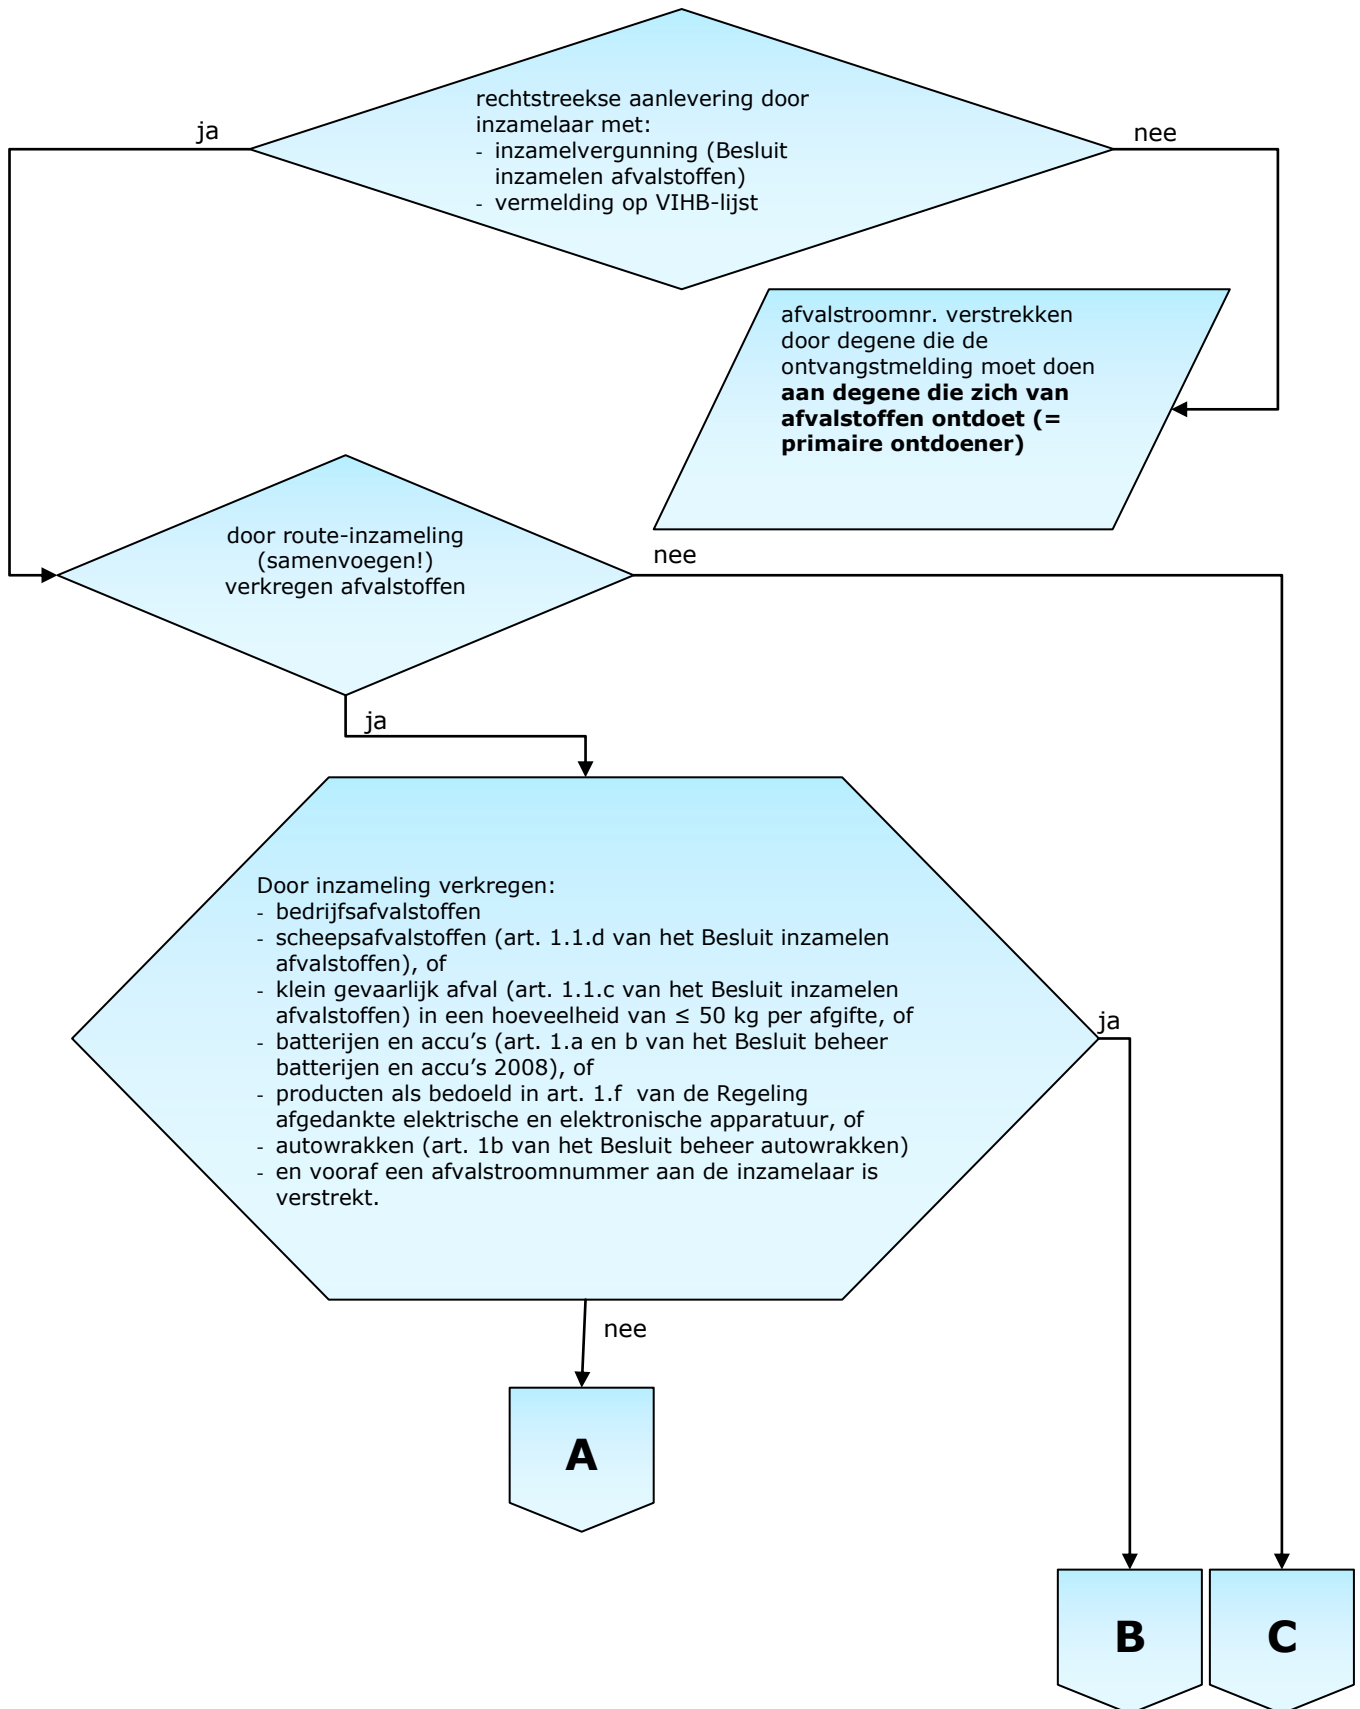 rechtstreekse aanlevering door
inzamelaar met:
- inzamelvergunning (Besluit
inzamelen afvalstoffen)
- vermelding op VIHB-lijst
ja
nee
afvalstroomnr. verstrekken
door degene die de
ontvangstmelding moet doen
aan degene die zich van
afvalstoffen ontdoet (=
primaire ontdoener)
door route-inzameling
(samenvoegen!)
verkregen afvalstoffen
nee
ja
Door inzameling verkregen:
- bedrijfsafvalstoffen
- scheepsafvalstoffen (art. 1.1.d van het Besluit inzamelen
afvalstoffen), of
- klein gevaarlijk afval (art. 1.1.c van het Besluit inzamelen
afvalstoffen) in een hoeveelheid van ≤ 50 kg per afgifte, of
- batterijen en accu's (art. 1.a en b van het Besluit beheer
batterijen en accu's 2008), of
- producten als bedoeld in art. 1.f van de Regeling
afgedankte elektrische en elektronische apparatuur, of
- autowrakken (art. 1b van het Besluit beheer autowrakken)
- en vooraf een afvalstroomnummer aan de inzamelaar is
verstrekt.
ja
nee
A
B
C